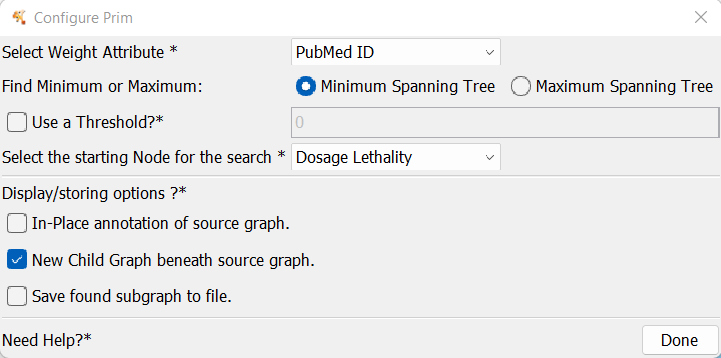 Configure Prim
Select Weight Attribute * PubMed ID
Find Minimum or Maximum: Minimum Spanning Tree Maximum Spanning Tree
Use a Threshold?* 0
Select the starting Node for the search * Dosage Lethality
Display/storing options ?*
In-Place annotation of source graph.
New Child Graph beneath source graph.
Save found subgraph to file.
Need Help?* Done